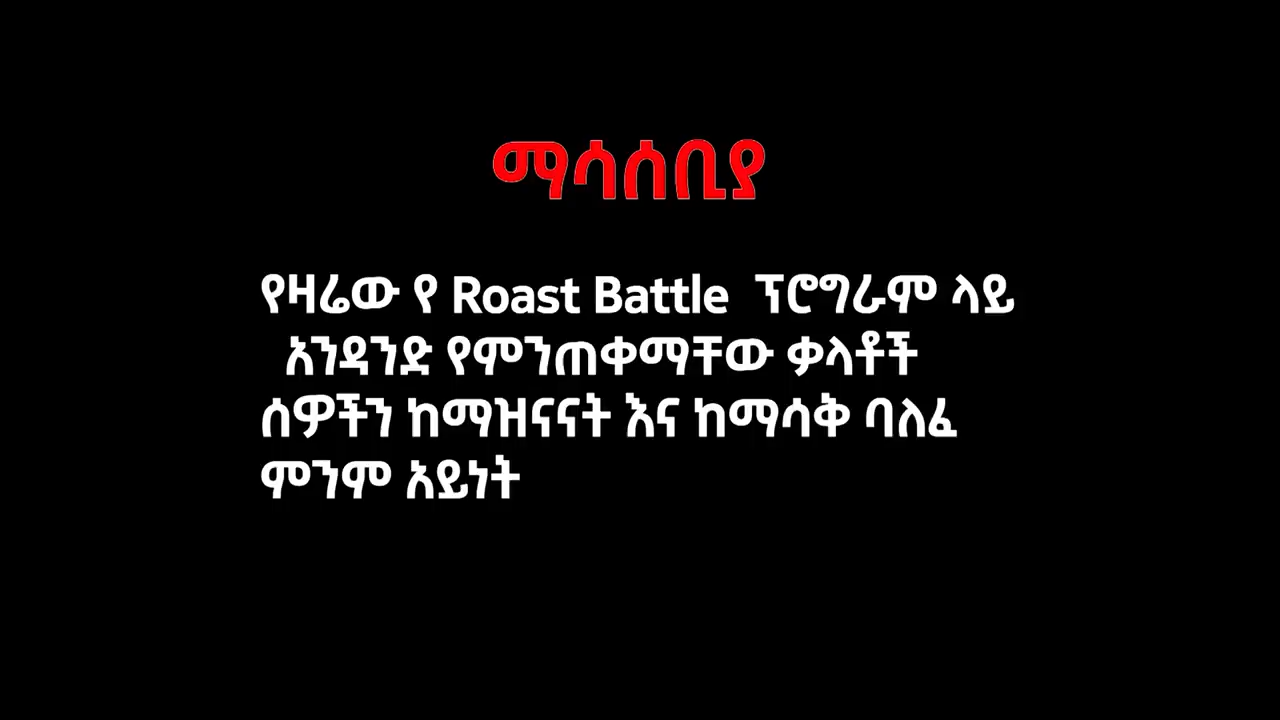 ማሳሰቢያ
የዛሬው የ Roast Battle ፕሮግራም ላይ
አንዳንድ የምንጠቀማቸው ቃላቶች
ሰዎችን ከማዝናናት እና ከማሳቅ ባለፈ
ምንም አይነት